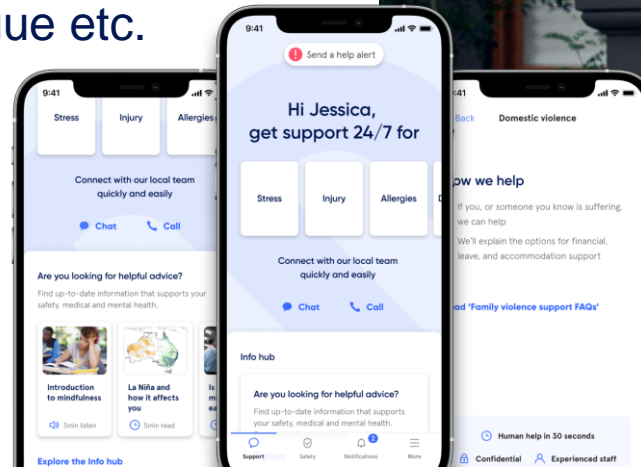 etc.
9:41
Stress
Injury
Allergies
Connect with our local team
quickly and easily
Chat
Call
Are you looking for helpful advice?
Find up-to-date information that supports your
safety, medical and mental health.
Introduction
to mindfulness
3min listen
La Niña and
how it affects
you
5min read
Explore the Info hub
9:41
Send a help alert
Hi Jessica,
get support 24/7 for
Stress
Injury
Allergies
Connect with our local team
quickly and easily
Chat
Call
Info hub
Are you looking for helpful advice?
Find up-to-date information that supports
your safety, medical and mental health.
Support
Safety
2
Notifications
More
:41
Back
Domestic violence
we help
If you, or someone you know is suffering,
we can help
We'll explain the options for financial,
leave, and accommodation support
'Family violence support FAQs'
Human help in 30 seconds
Confidential
Experienced staff